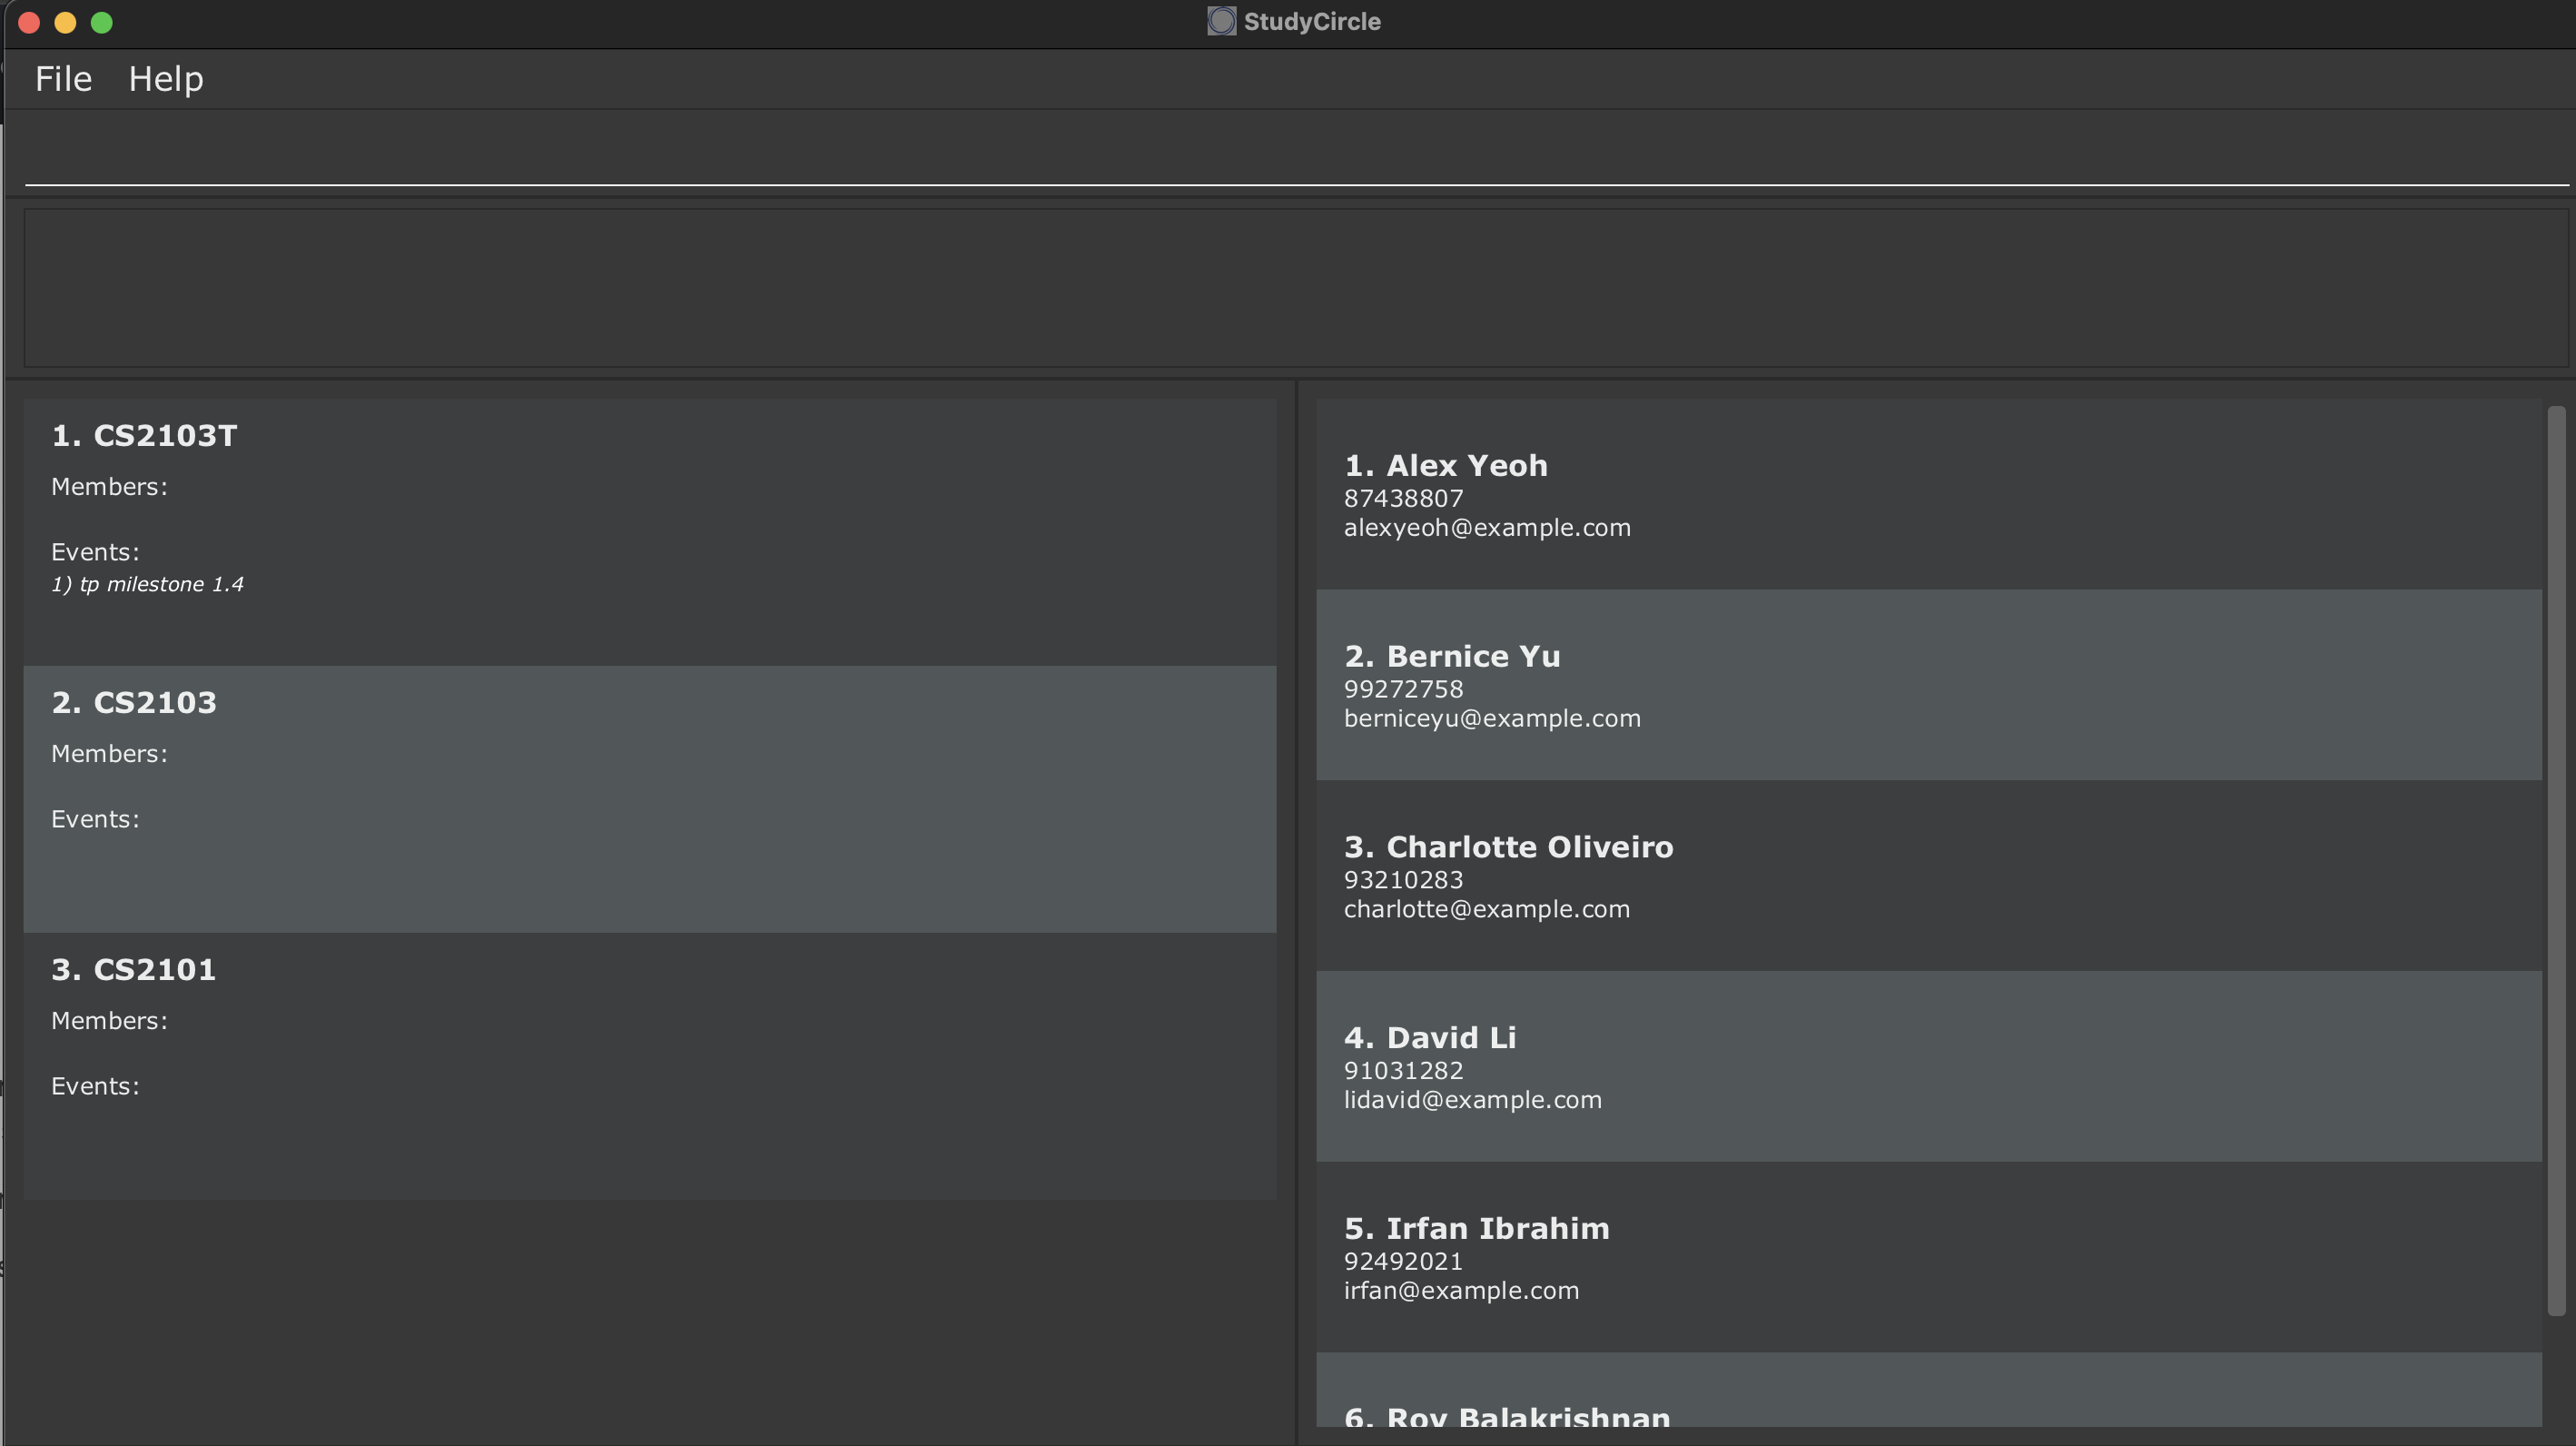 StudyCircle
File Help
1. CS2103T
Members:
Events:
1) tp milestone 1.4
2. CS2103
Members:
Events:
3. CS2101
Members:
Events:
1. Alex Yeoh
87438807
alexyeoh@example.com
2. Bernice Yu
99272758
berniceyu@example.com
3. Charlotte Oliveiro
93210283
charlotte@example.com
4. David Li
91031282
lidavid@example.com
5. Irfan Ibrahim
92492021
irfan@example.com
6. Roy Balakrishnan